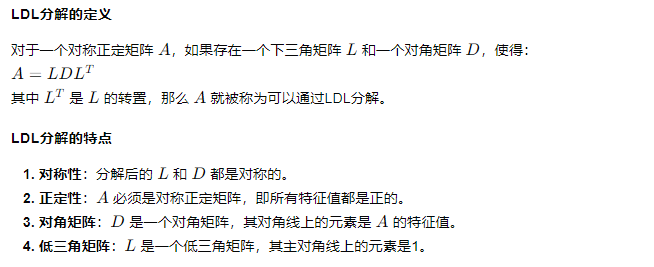 LDL分解的定义
对于一个对称正定矩阵 A，如果存在一个下三角矩阵 L 和一个对角矩阵 D，使得：
A = LDL^T
其中 L^T 是 L 的转置，那么 A 就被称为可以通过LDL分解。
LDL分解的特点
1. 对称性：分解后的 L 和 D 都是对称的。
2. 正定性：A 必须是对称正定矩阵，即所有特征值都是正的。
3. 对角矩阵：D 是一个对角矩阵，其对角线上的元素是 A 的特征值。
4. 低三角矩阵：L 是一个低三角矩阵，其主对角线上的元素是1。